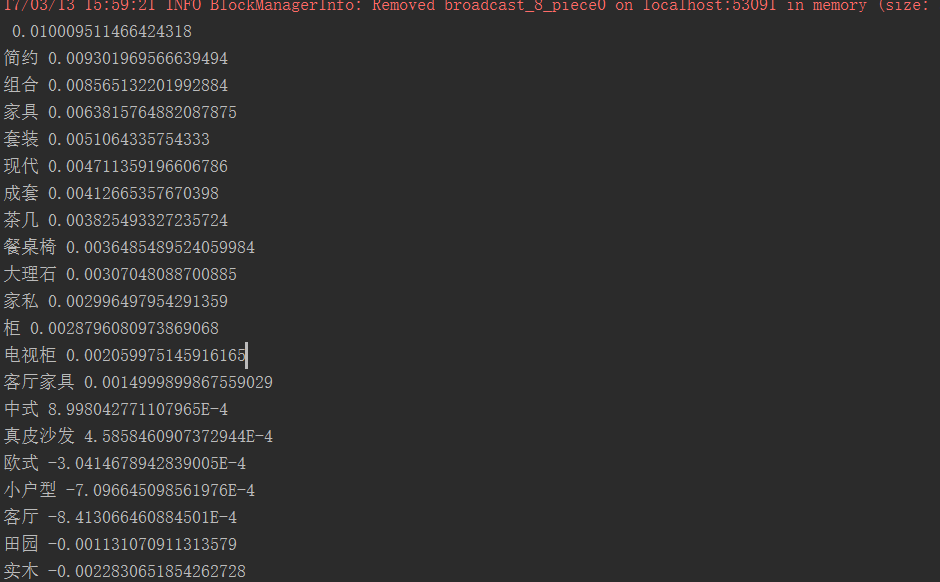 17/03/13 15:59:21 INFO BlockManagerInfo: Removed broadcast_8_piece0 on localhost:53091 in memory (size:
0.010009511466424318
简约 0.009301969566639494
组合 0.008565132201992884
家具 0.006381576488208​7875
套装 0.0051064335754333
现代 0.004711359196606786
成套 0.00412665357670398
茶几 0.003825493327235724
餐桌椅 0.0036485489524059984
大理石 0.00307048088700885
家私 0.002996497954291359
柜 0.0028796080973869068
电视柜 0.002059975145916165
客厅家具 0.0014999899867559029
中式 8.998042771107965E-4
真皮沙发 4.5858460907372944E-4
欧式 -3.0414678942839005E-4
小户型 -7.096645098561976E-4
客厅 -8.413066460884501E-4
田园 -0.001131070911313579
实木 -0.0022830651854262728